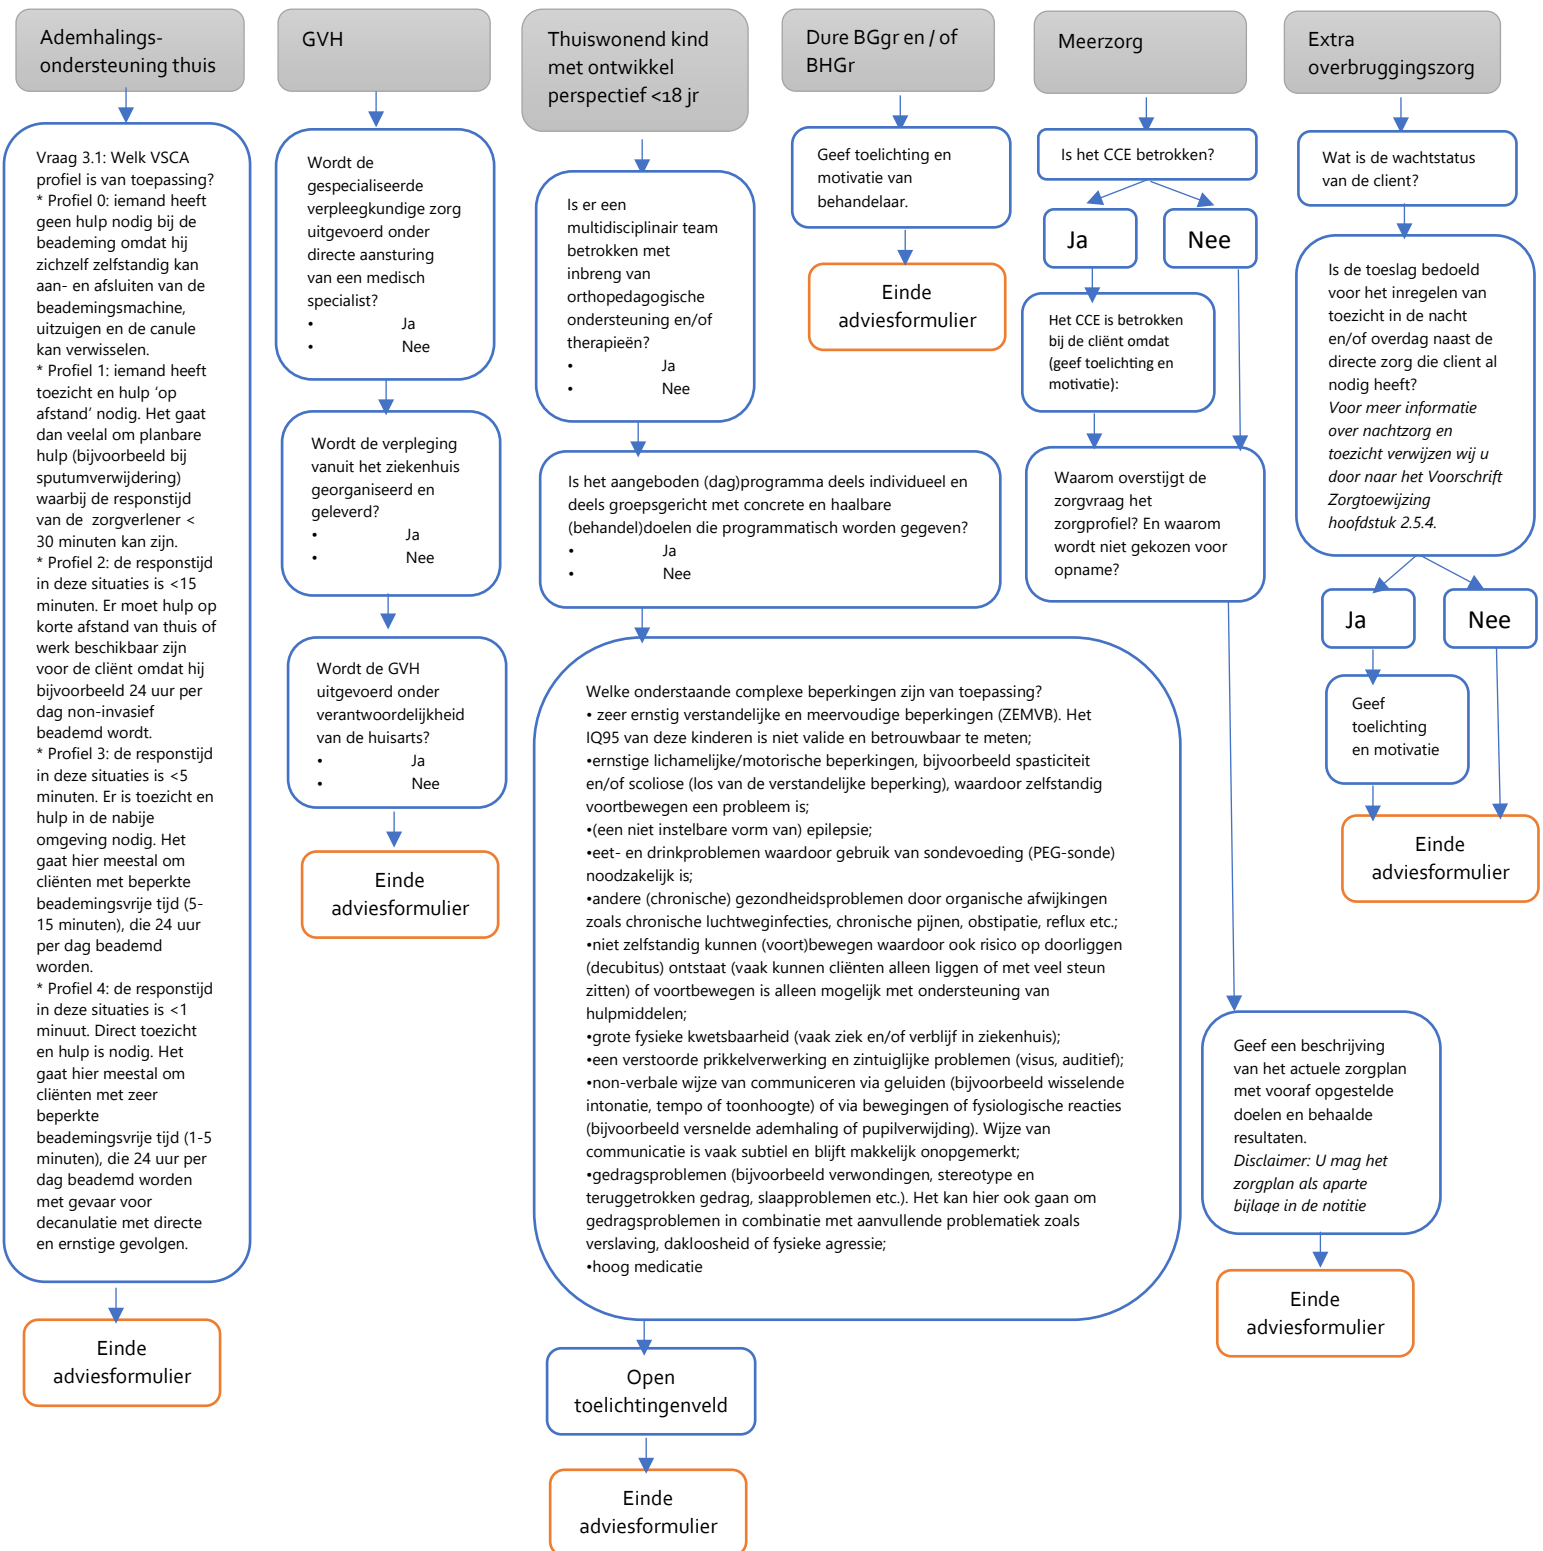 Ademhalings-
ondersteuning thuis
Vraag 3.1: Welk VSCA
profiel is van toepassing?
* Profiel 0: iemand heeft
geen hulp nodig bij de
beademing omdat hij
zichzelf zelfstandig kan
aan- en afsluiten van de
beademingsmachine,
uitzuigen en de canule
kan verwisselen.
* Profiel 1: iemand heeft
toezicht en hulp ‘op
afstand’ nodig. Het gaat
dan veelal om planbare
hulp (bijvoorbeeld bij
sputumverwijdering)
waarbij de responstijd
van de zorgverlener <
30 minuten kan zijn.
* Profiel 2: de responstijd
in deze situaties is <15
minuten. Er moet hulp op
korte afstand van thuis of
werk beschikbaar zijn
voor de cliënt omdat hij
bijvoorbeeld 24 uur per
dag non-invasief
beademd wordt.
* Profiel 3: de responstijd
in deze situaties is <5
minuten. Er is toezicht en
hulp in de nabije
omgeving nodig. Het
gaat hier meestal om
cliënten met beperkte
beademingsvrije tijd (5-
15 minuten), die 24 uur
per dag beademd
worden.
* Profiel 4: de responstijd
in deze situaties is <1
minuut. Direct toezicht
en hulp is nodig. Het
gaat hier meestal om
cliënten met zeer
beperkte
beademingsvrije tijd (1-5
minuten), die 24 uur per
dag beademd worden
met gevaar voor
decanulatie met directe
en ernstige gevolgen.
Einde
adviesformulier
GVH
Wordt de
gespecialiseerde
verpleegkundige zorg
uitgevoerd onder
directe aansturing
van een medisch
specialist?
• Ja
• Nee
Wordt de verpleging
vanuit het ziekenhuis
georganiseerd en
geleverd?
• Ja
• Nee
Wordt de GVH
uitgevoerd onder
verantwoordelijkheid
van de huisarts?
• Ja
• Nee
Einde
adviesformulier
Thuiswonend kind
met ontwikkel
perspectief <18 jr
Is er een
multidisciplinair team
betrokken met
inbreng van
orthopedagogische
ondersteuning en/of
therapieën?
• Ja
• Nee
Is het aangeboden (dag)programma deels individueel en
deels groepsgericht met concrete en haalbare
(behandel)doelen die programmatisch worden gegeven?
• Ja
• Nee
Welke onderstaande complexe beperkingen zijn van toepassing?
• zeer ernstig verstandelijke en meervoudige beperkingen (ZEMVB). Het
IQ95 van deze kinderen is niet valide en betrouwbaar te meten;
•ernstige lichamelijke/motorische beperkingen, bijvoorbeeld spasticiteit
en/of scoliose (los van de verstandelijke beperking), waardoor zelfstandig
voortbewegen een probleem is;
•(een niet instelbare vorm van) epilepsie;
•eet- en drinkproblemen waardoor gebruik van sondevoeding (PEG-sonde)
noodzakelijk is;
•andere (chronische) gezondheidsproblemen door organische afwijkingen
zoals chronische luchtweginfecties, chronische pijnen, obstipatie, reflux etc.;
•niet zelfstandig kunnen (voort)bewegen waardoor ook risico op doorliggen
(decubitus) ontstaat (vaak kunnen cliënten alleen liggen of met veel steun
zitten) of voortbewegen is alleen mogelijk met ondersteuning van
hulpmiddelen;
•grote fysieke kwetsbaarheid (vaak ziek en/of verblijf in ziekenhuis);
•een verstoorde prikkelverwerking en zintuiglijke problemen (visus, auditief);
•non-verbale wijze van communiceren via geluiden (bijvoorbeeld wisselende
intonatie, tempo of toonhoogte) of via bewegingen of fysiologische reacties
(bijvoorbeeld versnelde ademhaling of pupilverwijding). Wijze van
communicatie is vaak subtiel en blijft makkelijk onopgemerkt;
•gedragsproblemen (bijvoorbeeld verwondingen, stereotype en
teruggetrokken gedrag, slaapproblemen etc.). Het kan hier ook gaan om
gedragsproblemen in combinatie met aanvullende problematiek zoals
verslaving, dakloosheid of fysieke agressie;
•hoog medicatie
Open
toelichtingenveld
Einde
adviesformulier
Dure BGgr en / of
BHGr
Geef toelichting en
motivatie van
behandelaar.
Einde
adviesformulier
Meerzorg
Is het CCE betrokken?
Ja
Nee
Het CCE is betrokken
bij de cliënt omdat
(geef toelichting en
motivatie):
Waarom overstijgt de
zorgvraag het
zorgprofiel? En waarom
wordt niet gekozen voor
opname?
Geef een beschrijving
van het actuele zorgplan
met vooraf opgestelde
doelen en behaalde
resultaten.
Disclaimer: U mag het
zorgplan als aparte
bijlage in de notitie
Einde
adviesformulier
Extra
overbruggingszorg
Wat is de wachtstatus
van de client?
Is de toeslag bedoeld
voor het inregelen van
toezicht in de nacht
en/of overdag naast de
directe zorg die client al
nodig heeft?
Voor meer informatie
over nachtzorg en
toezicht verwijzen wij u
door naar het Voorschrift
Zorgtoewijzing
hoofdstuk 2.5.4.
Ja
Nee
Geef
toelichting
en motivatie
Einde
adviesformulier